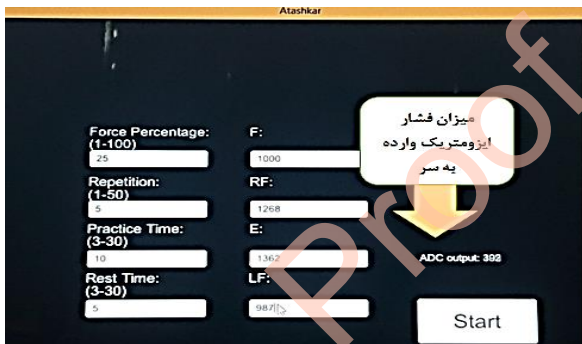 Atashkar
Force Percentage:
(1-100)
25
F:
1000
Repetition:
(1-50)
5
RF:
1268
Practice Time:
(3-30)
10
E:
1362
Rest Time:
(3-30)
5
LF:
987
میزان فشار
ایزومتریک وارده
به سر
ADC output: 392
Start
Proof